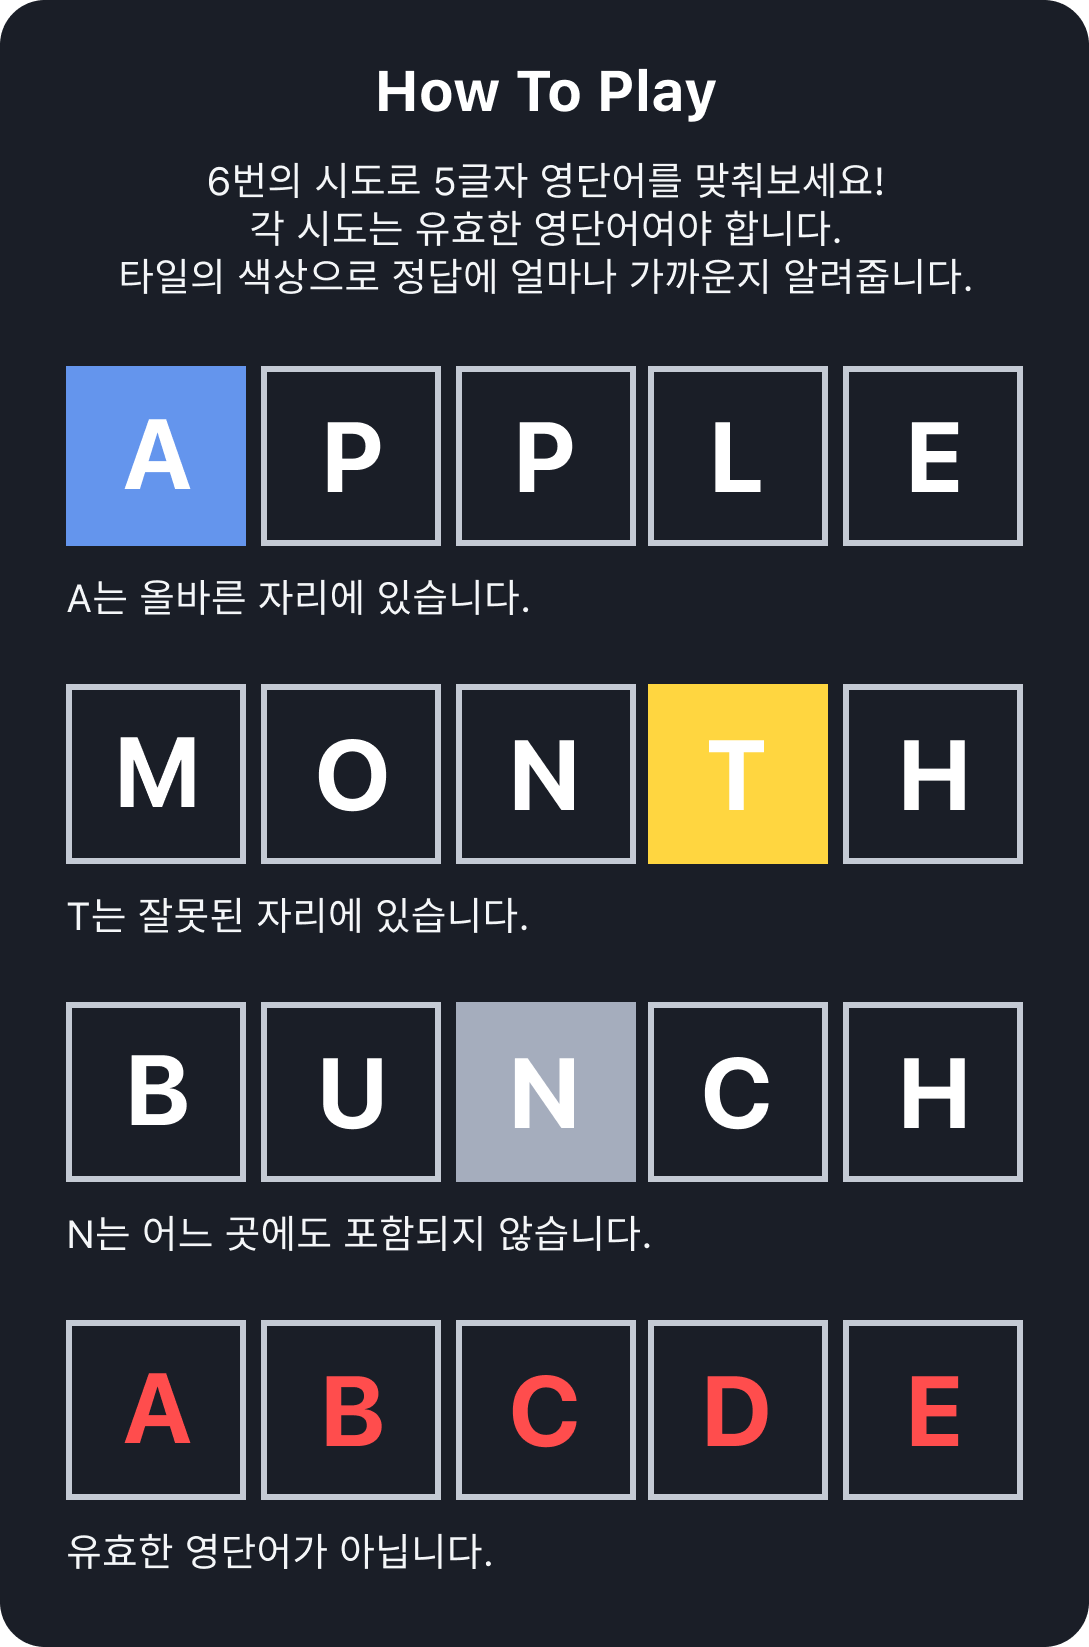 How To Play
6번의 시도로 5글자 영단어를 맞춰보세요!
각 시도는 유효한 영단어여야 합니다.
타일의 색상으로 정답에 얼마나 가까운지 알려줍니다.
A P P L E
A는 올바른 자리에 있습니다.
M O N T H
T는 잘못된 자리에 있습니다.
B U N C H
N는 어느 곳에도 포함되지 않습니다.
A B C D E
유효한 영단어가 아닙니다.